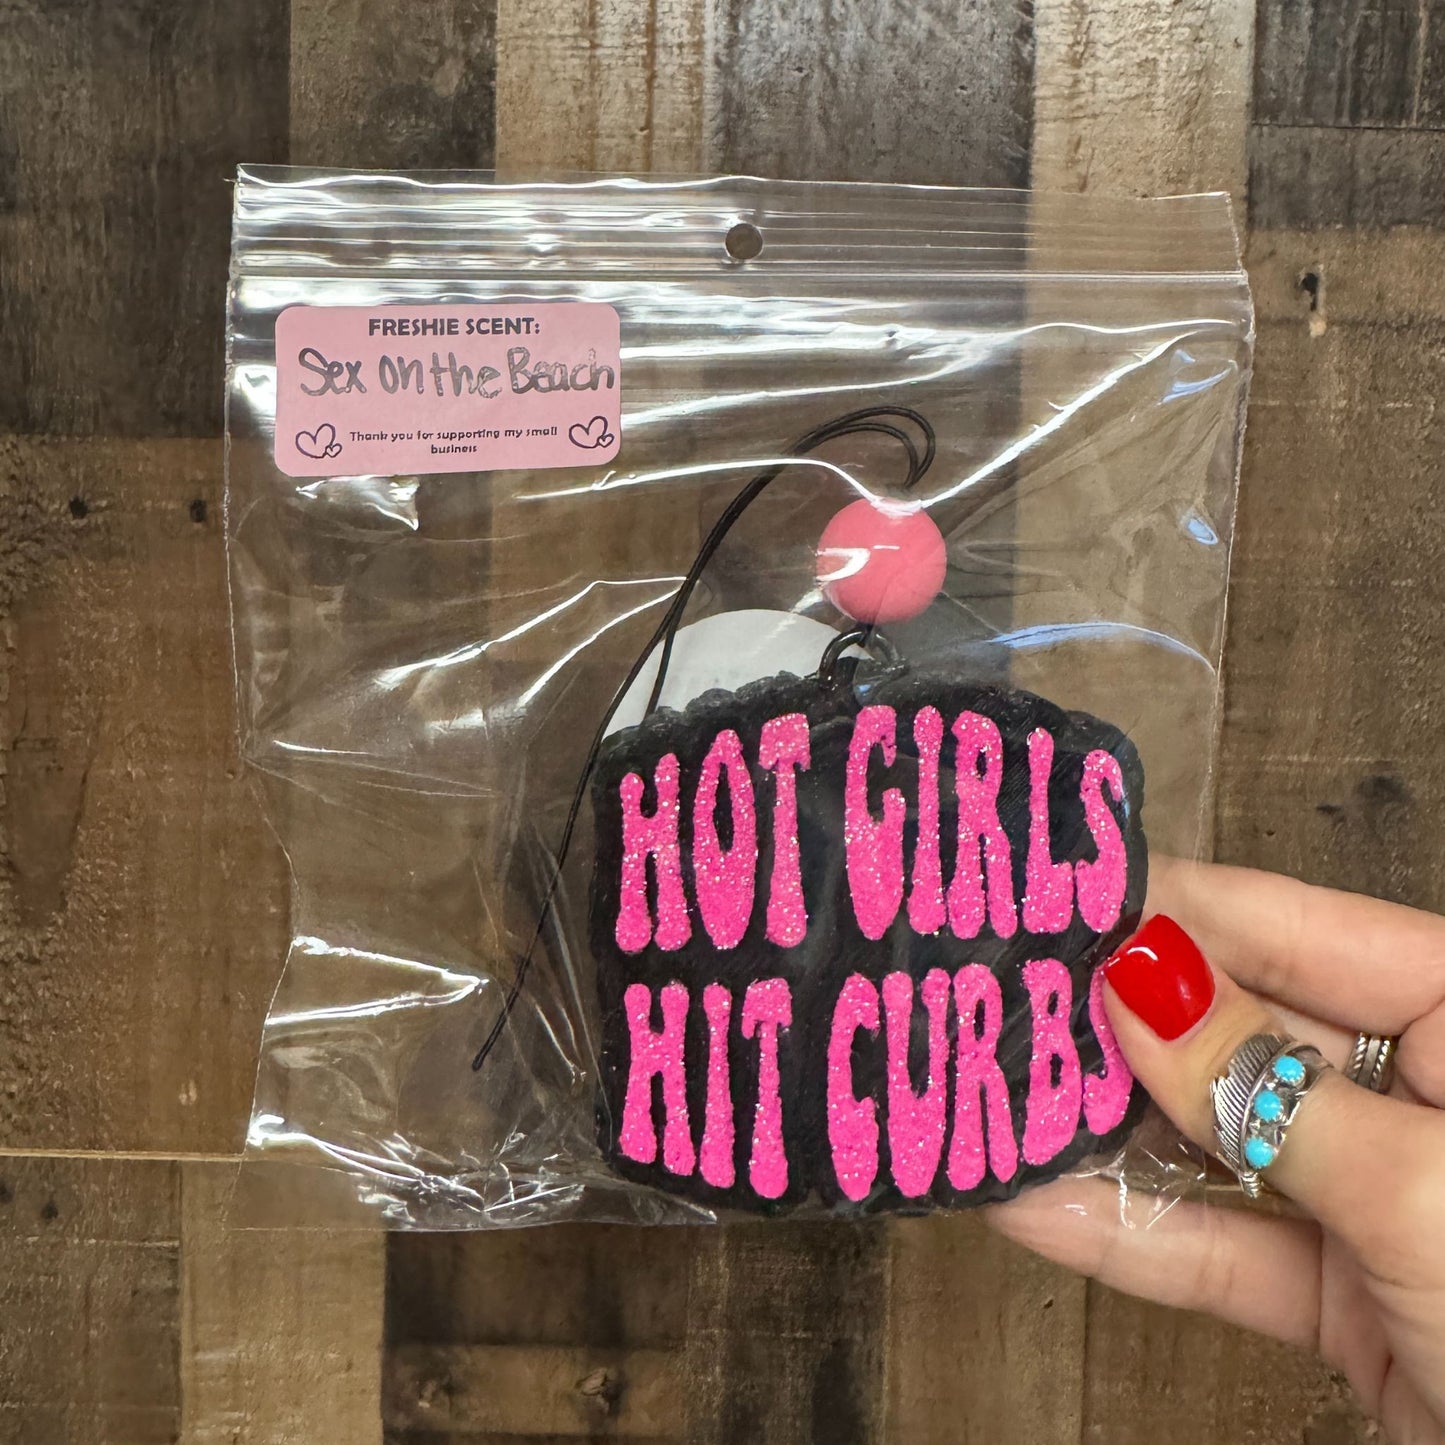 FRESHIE SCENT:
Sex on the Beach
Thank you for supporting my small
business
HOT GIRLS
HIT CURBS